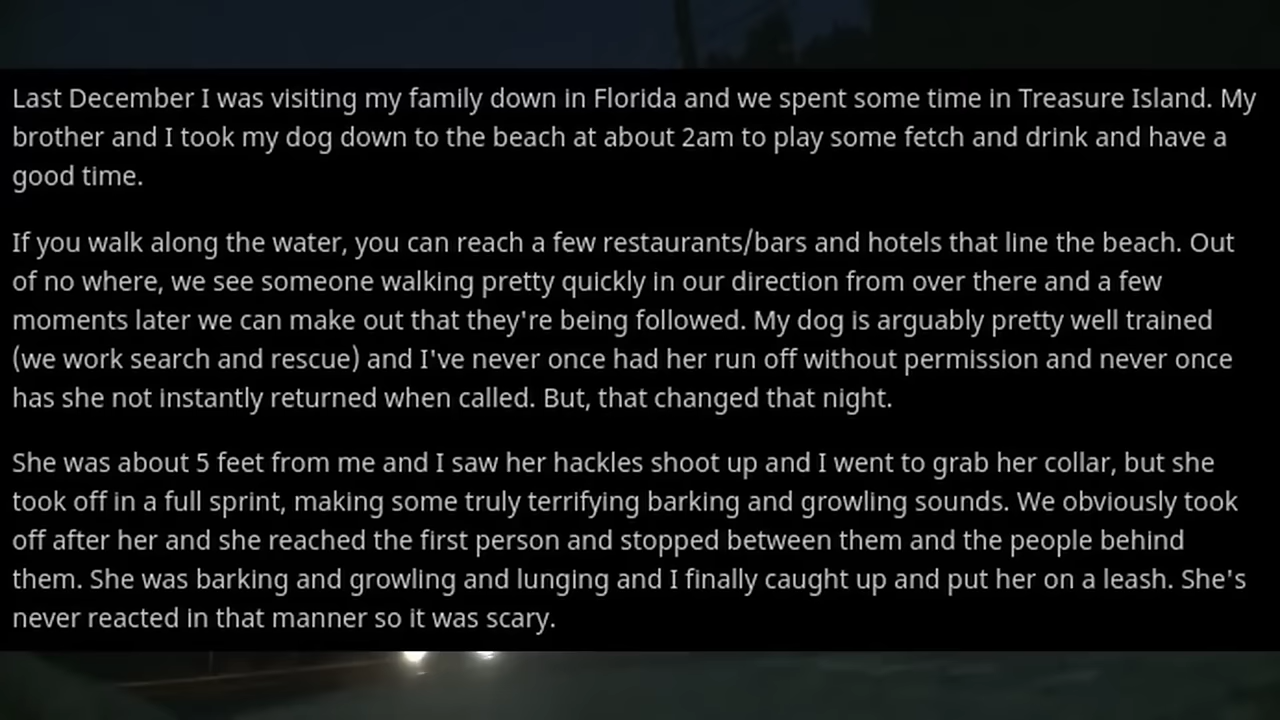 Last December I was visiting my family down in Florida and we spent some time in Treasure Island. My
brother and I took my dog down to the beach at about 2am to play some fetch and drink and have a
good time.
If you walk along the water, you can reach a few restaurants/bars and hotels that line the beach. Out
of no where, we see someone walking pretty quickly in our direction from over there and a few
moments later we can make out that they're being followed. My dog is arguably pretty well trained
(we work search and rescue) and I've never once had her run off without permission and never once
has she not instantly returned when called. But, that changed that night.
She was about 5 feet from me and I saw her hackles shoot up and I went to grab her collar, but she
took off in a full sprint, making some truly terrifying barking and growling sounds. We obviously took
off after her and she reached the first person and stopped between them and the people behind
them. She was barking and growling and lunging and I finally caught up and put her on a leash. She's
never reacted in that manner so it was scary.